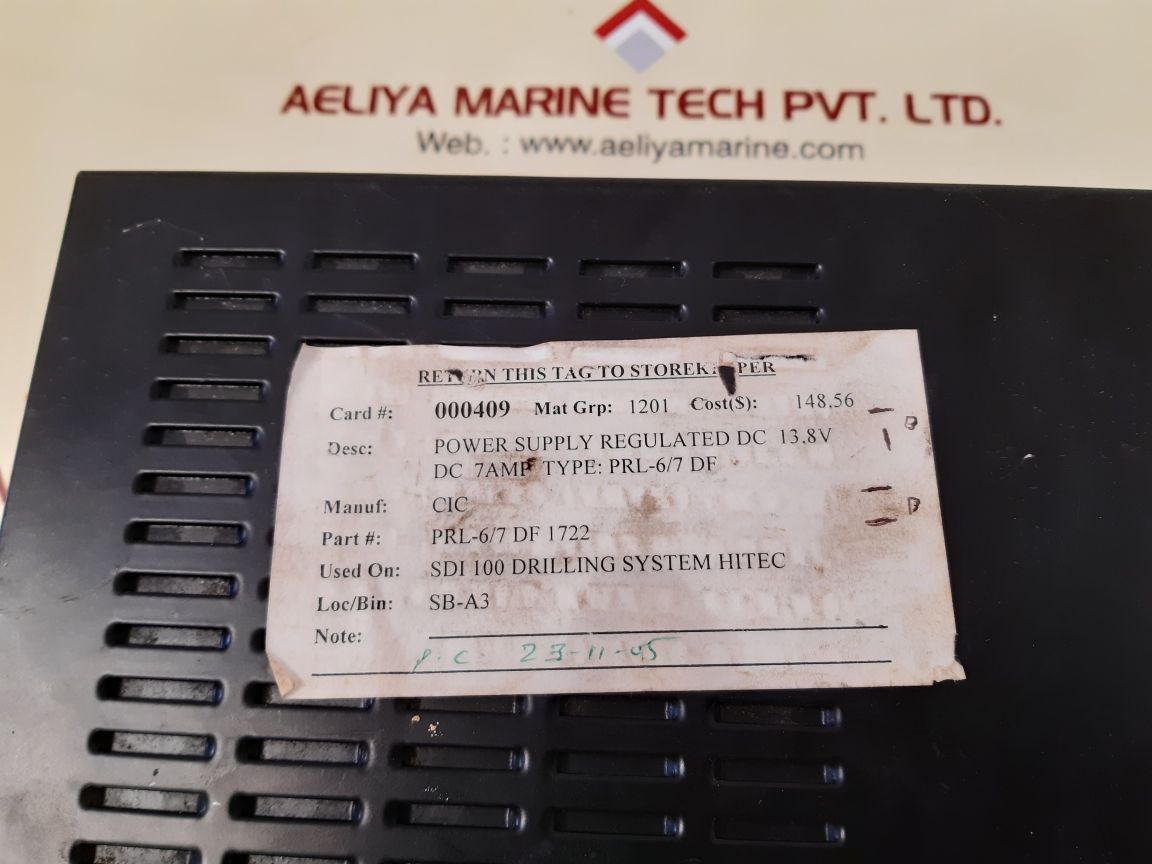 AELIYA MARINE TECH PVT. LTD.
Web. : www.aeliyamarine.com
RETURN THIS TAG TO STOREKEEPER
Card #: 000409 Mat Grp: 1201 Cost($): 148.56
Desc: POWER SUPPLY REGULATED DC 13.8V
DC 7AMP TYPE: PRL-6/7 DF
Manuf: CIC
Part #: PRL-6/7 DF 1722
Used On: SDI 100 DRILLING SYSTEM HITEC
Loc/Bin: SB-A3
Note:
P.C. 23-11-05